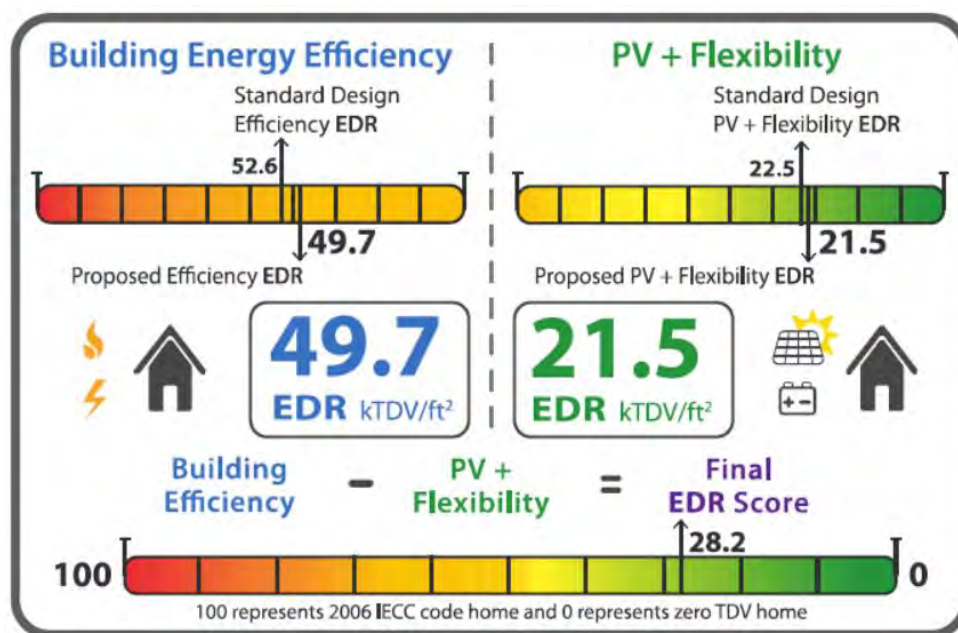 Building Energy Efficiency
Standard Design
Efficiency EDR
52.6
49.7
Proposed Efficiency EDR
49.7
EDR kTDV/ft²
PV + Flexibility
Standard Design
PV + Flexibility EDR
22.5
21.5
Proposed PV + Flexibility EDR
21.5
EDR kTDV/ft²
Building
Efficiency
-
PV +
Flexibility
=
Final
EDR Score
28.2
100
0
100 represents 2006 IECC code home and 0 represents zero TDV home